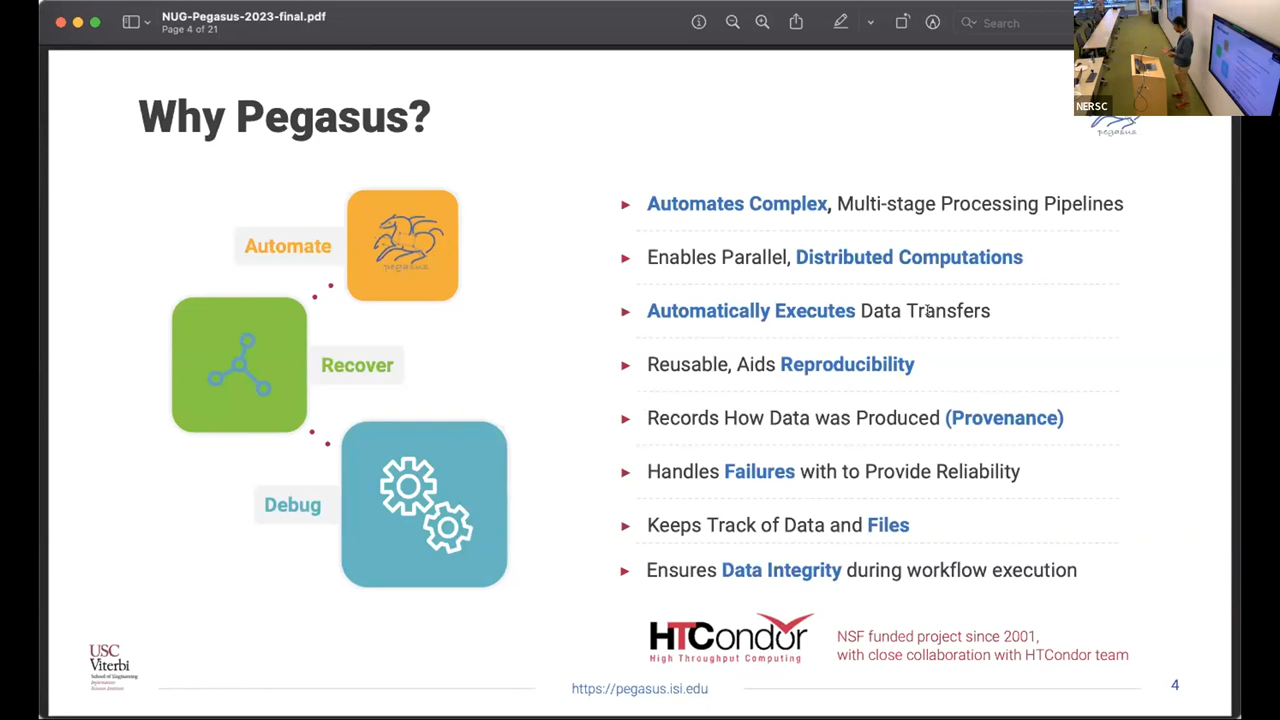 NUG-Pegasus-2023-final.pdf
Page 4 of 21
Search
NERSC
Why Pegasus?
pegasus
Automate
pegasus
Recover
Debug
Automates Complex, Multi-stage Processing Pipelines
Enables Parallel, Distributed Computations
Automatically Executes Data Transfers
Reusable, Aids Reproducibility
Records How Data was Produced (Provenance)
Handles Failures with to Provide Reliability
Keeps Track of Data and Files
Ensures Data Integrity during workflow execution
HTCondor
High Throughput Computing
NSF funded project since 2001,
with close collaboration with HTCondor team
USC
Viterbi
School of Engineering
Information
Sciences Institute
https://pegasus.isi.edu
4